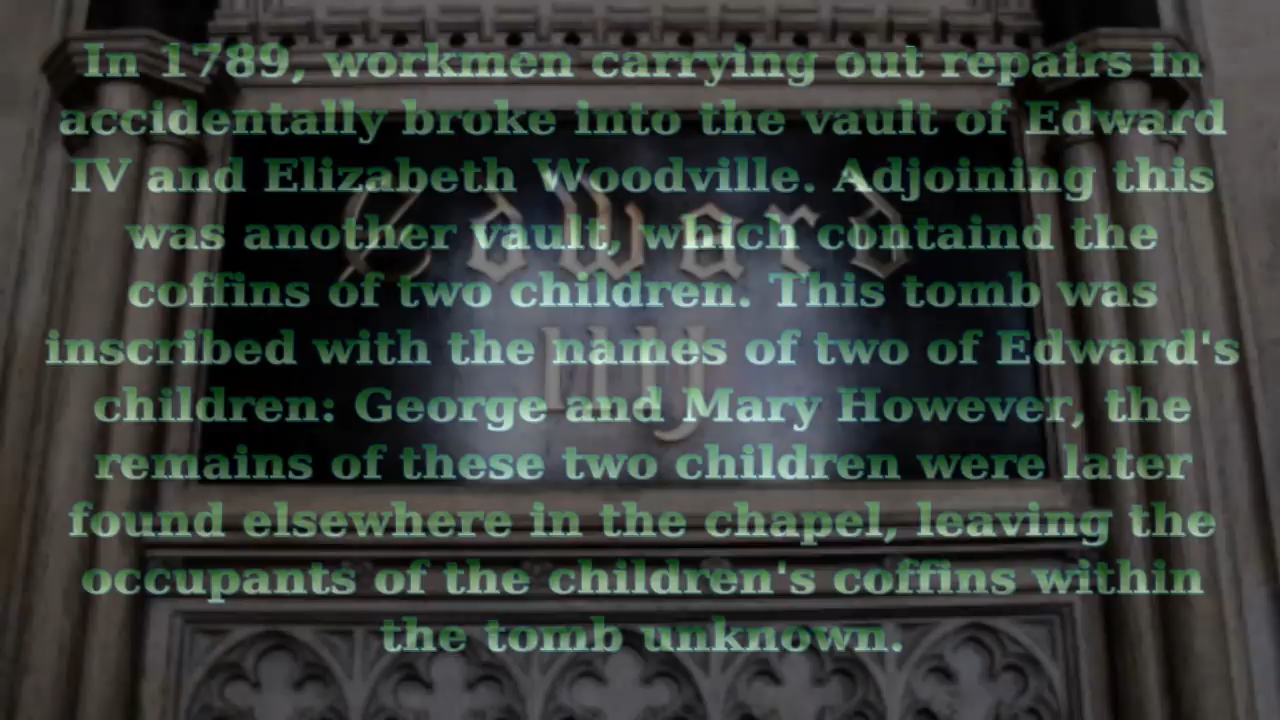 In 1789, workmen carrying out repairs in
accidentally broke into the vault of Edward
IV and Elizabeth Woodville. Adjoining this
was another vault, which containd the
coffins of two children. This tomb was
inscribed with the names of two of Edward's
children: George and Mary However, the
remains of these two children were later
found elsewhere in the chapel, leaving the
occupants of the children's coffins within
the tomb unknown.
Edward
iiij